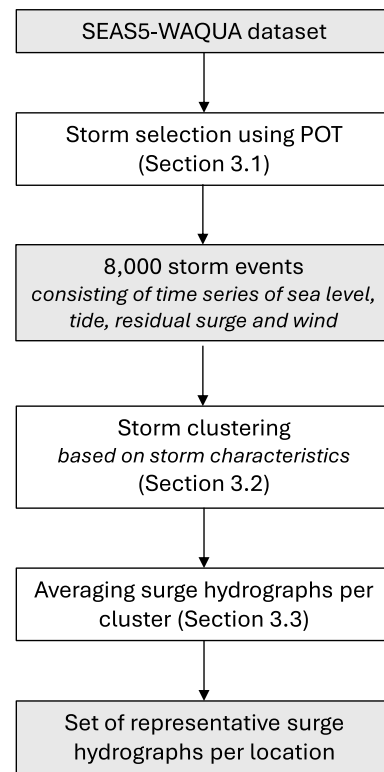 SEAS5-WAQUA dataset
Storm selection using POT
(Section 3.1)
8,000 storm events
consisting of time series of sea level,
tide, residual surge and wind
Storm clustering
based on storm characteristics
(Section 3.2)
Averaging surge hydrographs per
cluster (Section 3.3)
Set of representative surge
hydrographs per location